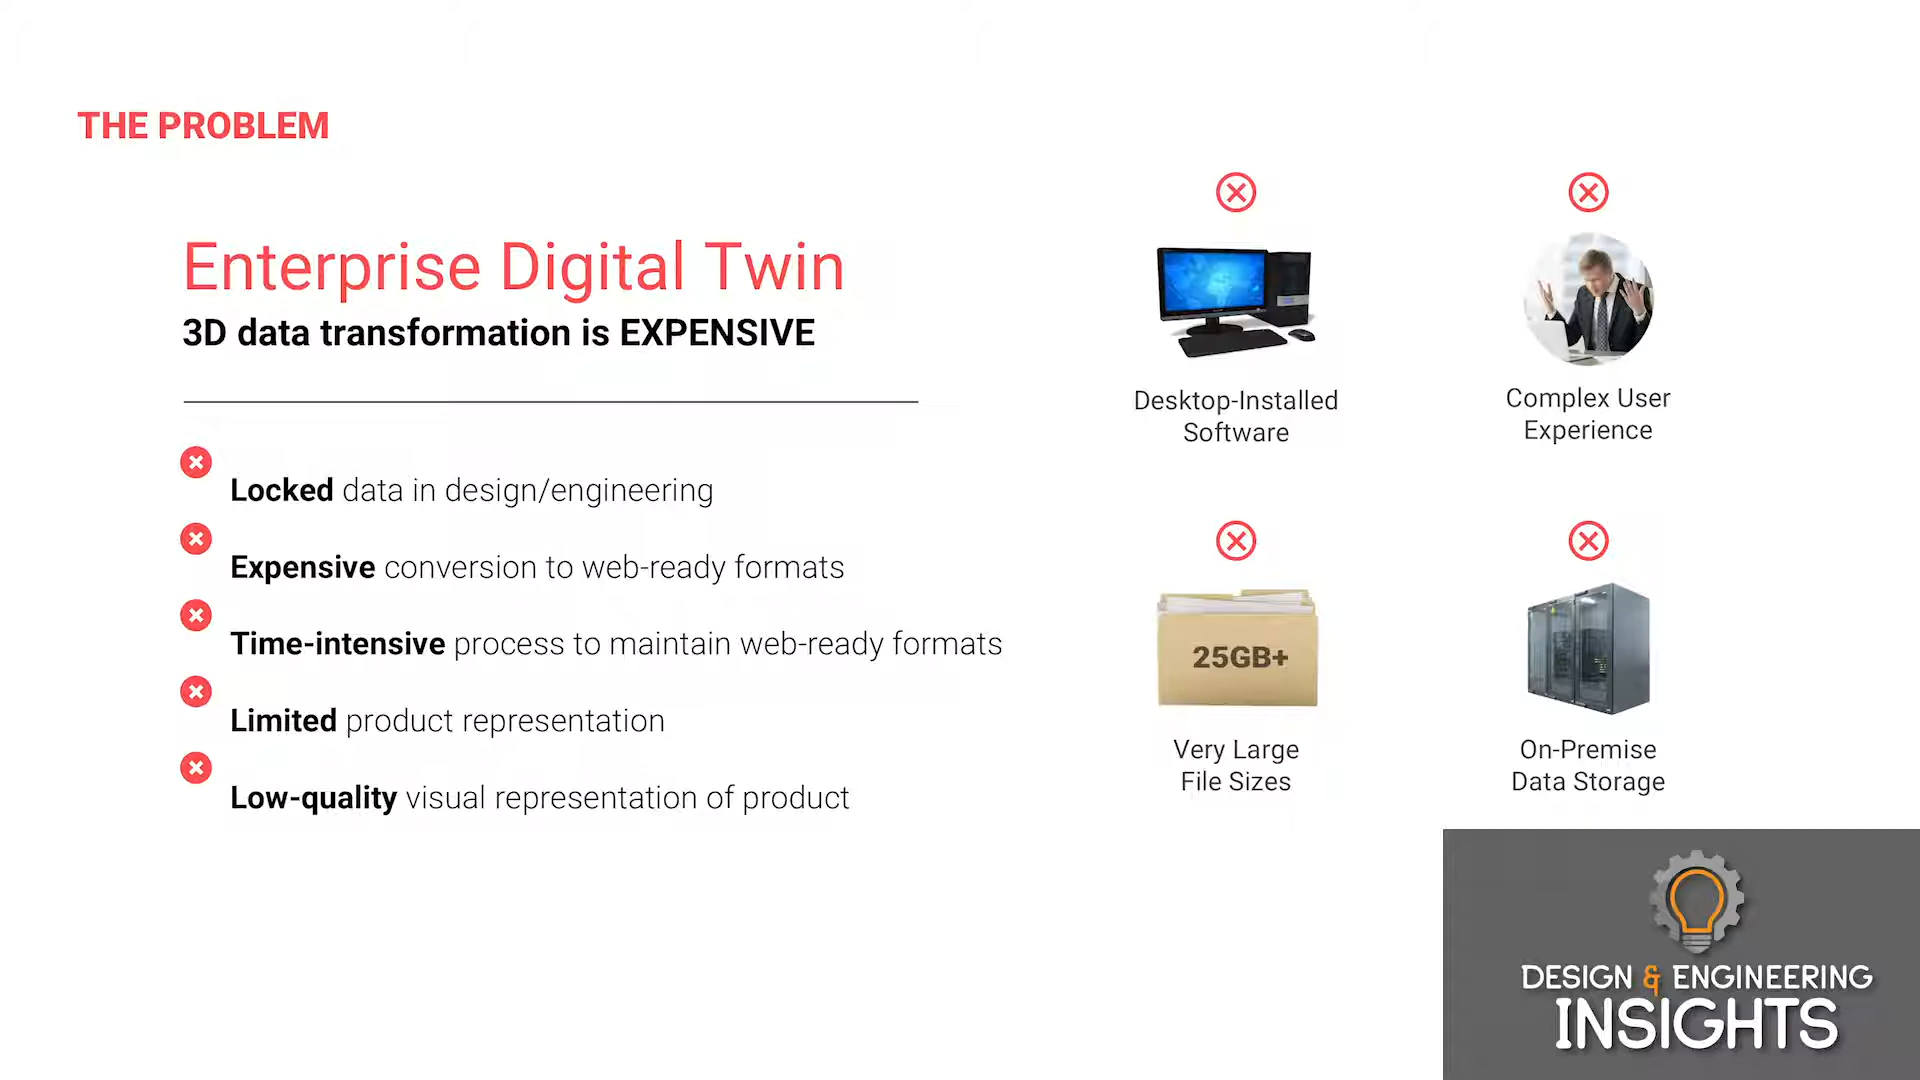 THE PROBLEM
Enterprise Digital Twin
3D data transformation is EXPENSIVE
Locked data in design/engineering
Expensive conversion to web-ready formats
Time-intensive process to maintain web-ready formats
Limited product representation
Low-quality visual representation of product
Desktop-Installed
Software
Complex User
Experience
25GB+
Very Large
File Sizes
On-Premise
Data Storage
DESIGN & ENGINEERING
INSIGHTS